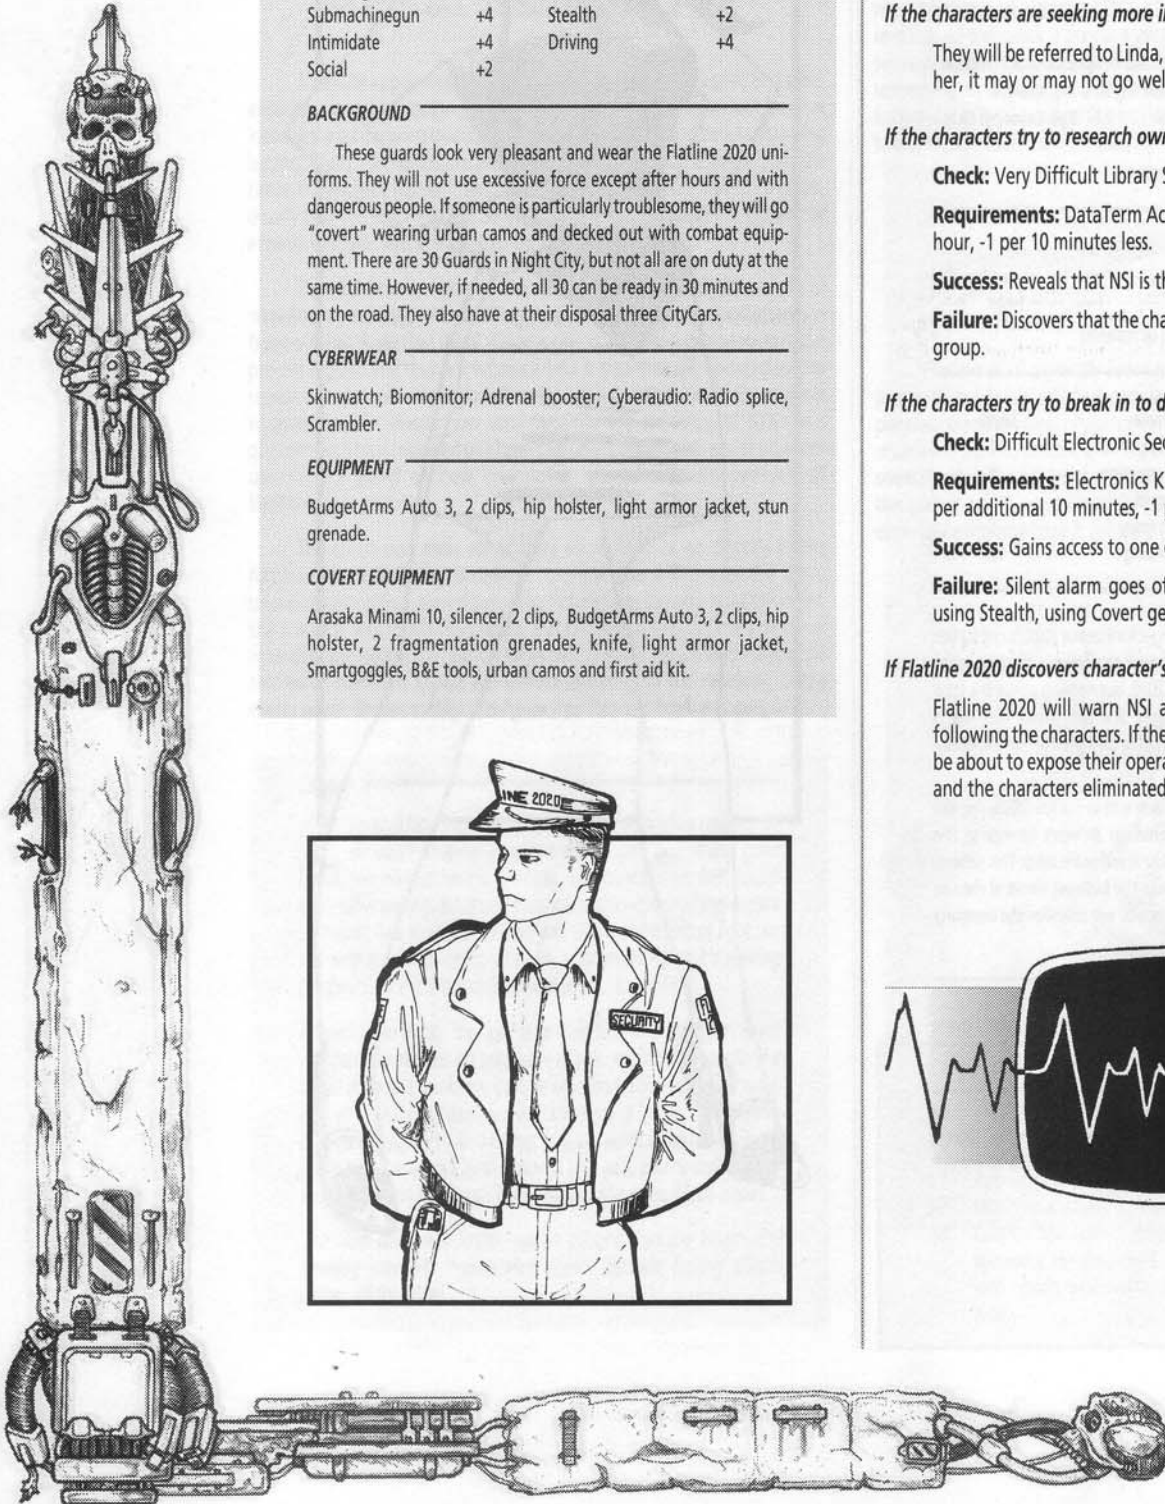 Submachinegun +4 Stealth +2
Intimidate +4 Driving +4
Social +2
BACKGROUND
These guards look very pleasant and wear the Flatline 2020 uni-
forms. They will not use excessive force except after hours and with
dangerous people. If someone is particularly troublesome, they will go
"covert" wearing urban camos and decked out with combat equip-
ment. There are 30 Guards in Night City, but not all are on duty at the
same time. However, if needed, all 30 can be ready in 30 minutes and
on the road. They also have at their disposal three CityCars.
CYBERWEAR
Skinwatch; Biomonitor; Adrenal booster; Cyberaudio: Radio splice,
Scrambler.
EQUIPMENT
BudgetArms Auto 3, 2 clips, hip holster, light armor jacket, stun
grenade.
COVERT EQUIPMENT
Arasaka Minami 10, silencer, 2 clips, BudgetArms Auto 3, 2 clips, hip
holster, 2 fragmentation grenades, knife, light armor jacket,
Smartgoggles, B&E tools, urban camos and first aid kit.
INE 2020
SECURITY
If the characters are seeking more i
They will be referred to Linda,
her, it may or may not go wel
If the characters try to research ow
Check: Very Difficult Library S
Requirements: DataTerm Ac
hour, -1 per 10 minutes less.
Success: Reveals that NSI is th
Failure: Discovers that the cha
group.
If the characters try to break in to d
Check: Difficult Electronic Sec
Requirements: Electronics K
per additional 10 minutes, -1
Success: Gains access to one
Failure: Silent alarm goes of
using Stealth, using Covert ge
If Flatline 2020 discovers character's
Flatline 2020 will warn NSI a
following the characters. If the
be about to expose their opera
and the characters eliminated